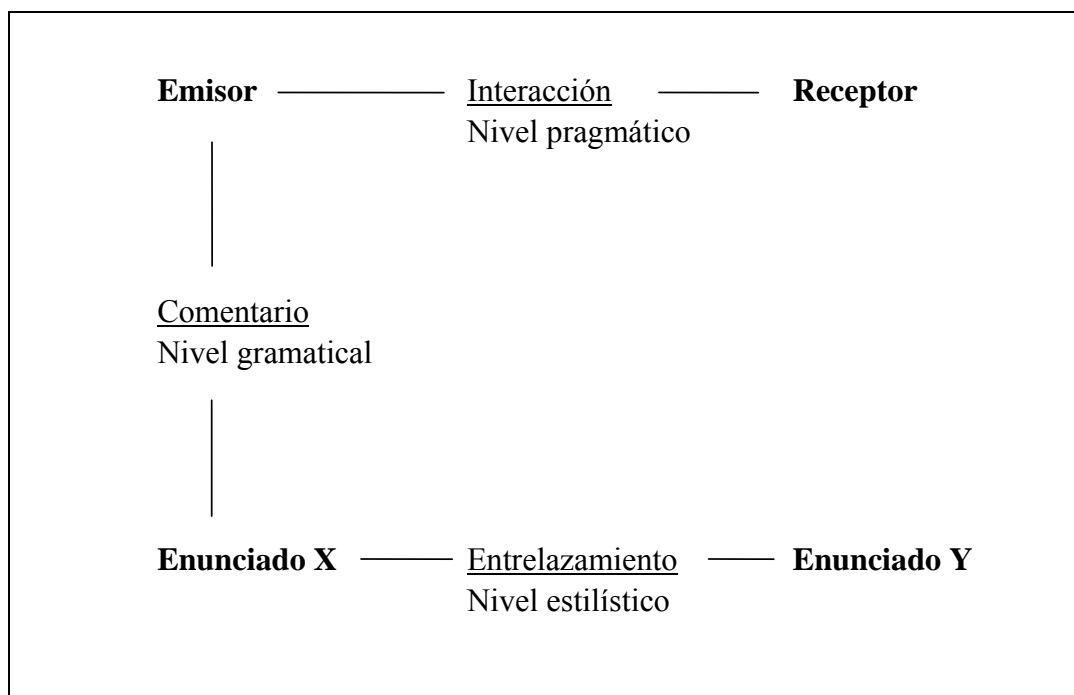 Emisor Interacción Receptor
Nivel pragmático
Comentario
Nivel gramatical
Enunciado X Entrelazamiento Enunciado Y
Nivel estilístico